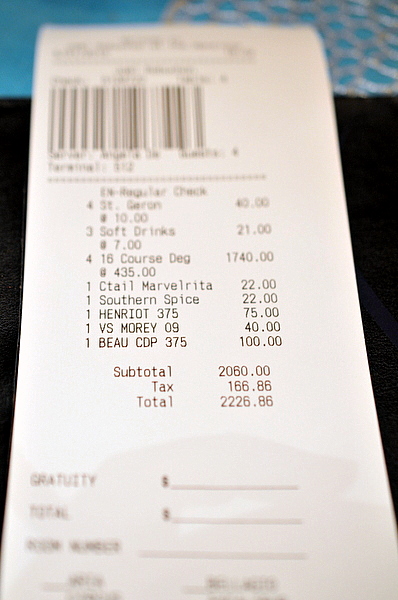 Server: Angela De Guests: 4
Terminal: 512
EN-Regular Check
4 St. Geron 40.00
@ 10.00
3 Soft Drinks 21.00
@ 7.00
4 16 Course Deg 1740.00
@ 435.00
1 Ctail Marvelrita 22.00
1 Southern Spice 22.00
1 HENRIOT 375 75.00
1 VS MOREY 09 40.00
1 BEAU CDP 375 100.00
Subtotal 2060.00
Tax 166.86
Total 2226.86
GRATUITY $
TOTAL $
ROOM NUMBER
ARIA BELLAGIO